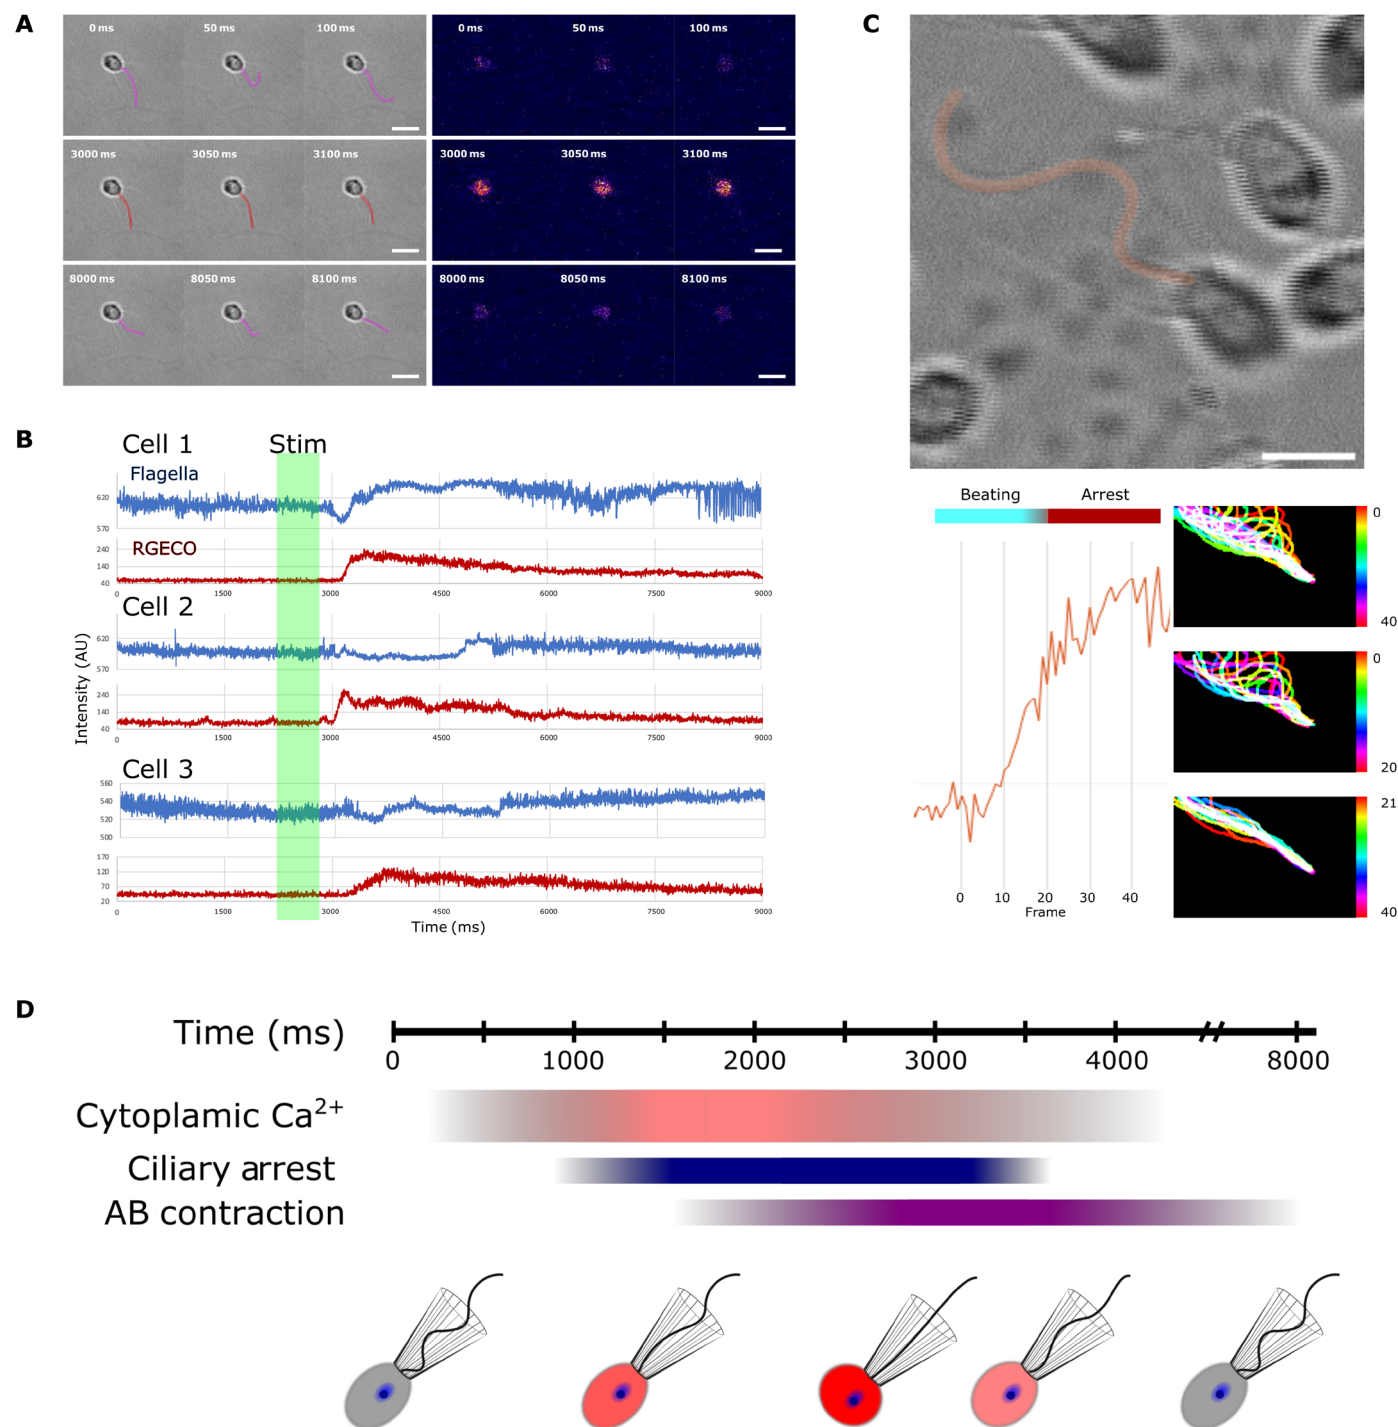 A
0 ms 50 ms 100 ms
0 ms 50 ms 100 ms
3000 ms 3050 ms 3100 ms
3000 ms 3050 ms 3100 ms
8000 ms 8050 ms 8100 ms
8000 ms 8050 ms 8100 ms
B
Cell 1 Stim
Flagella
620
570
RGECO
240
140
40
0 1500 3000 4500 6000 7500 9000
Cell 2
620
570
240
140
40
0 1500 3000 4500 6000 7500 9000
Cell 3
560
540
520
500
170
120
70
20
0 1500 3000 4500 6000 7500 9000
Intensity (AU)
Time (ms)
C
Beating Arrest
0 10 20 30 40
Frame
0
40
0
20
21
40
D
Time (ms)
0 1000 2000 3000 4000 8000
Cytoplamic Ca²⁺
Ciliary arrest
AB contraction